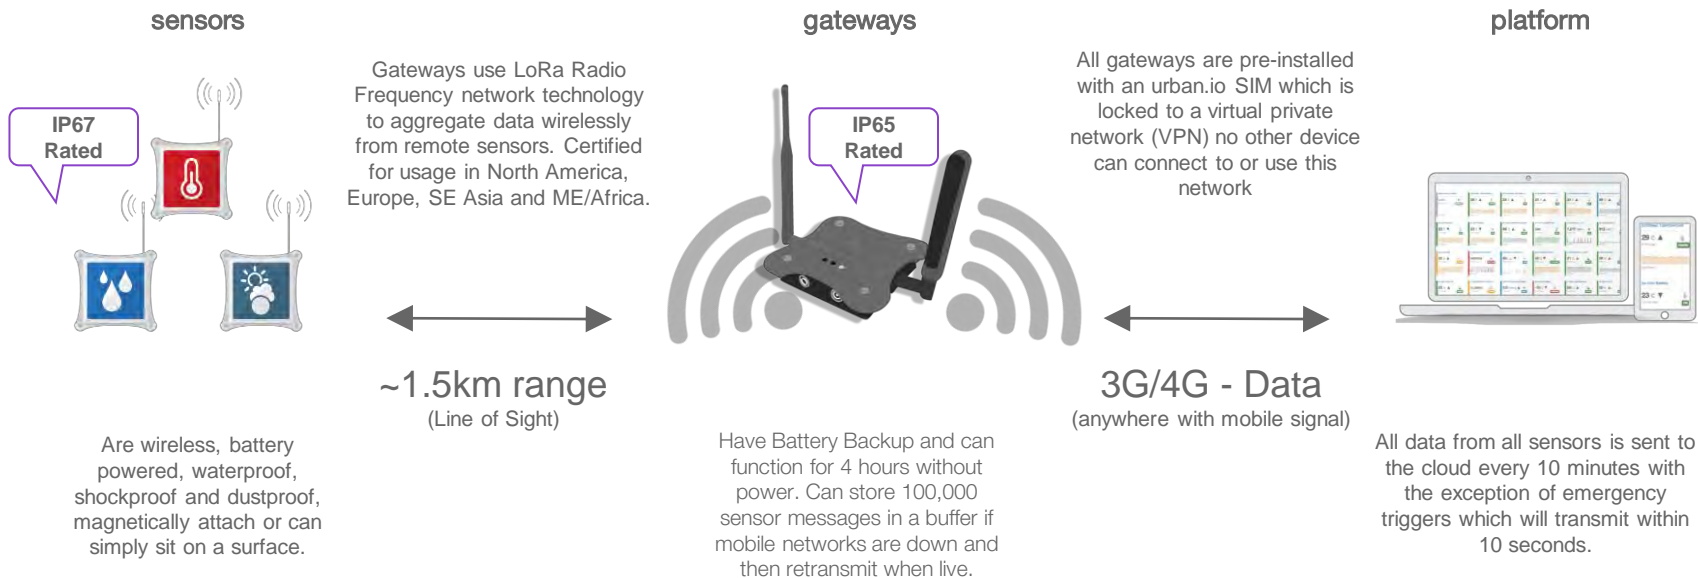 sensors
IP67
Rated
Are wireless, battery
powered, waterproof,
shockproof and dustproof,
magnetically attach or can
simply sit on a surface.
Gateways use LoRa Radio
Frequency network technology
to aggregate data wirelessly
from remote sensors. Certified
for usage in North America,
Europe, SE Asia and ME/Africa.
~1.5km range
(Line of Sight)
gateways
IP65
Rated
Have Battery Backup and can
function for 4 hours without
power. Can store 100,000
sensor messages in a buffer if
mobile networks are down and
then retransmit when live.
All gateways are pre-installed
with an urban.io SIM which is
locked to a virtual private
network (VPN) no other device
can connect to or use this
network
3G/4G - Data
(anywhere with mobile signal)
platform
29 c
23 c
All data from all sensors is sent to
the cloud every 10 minutes with
the exception of emergency
triggers which will transmit within
10 seconds.